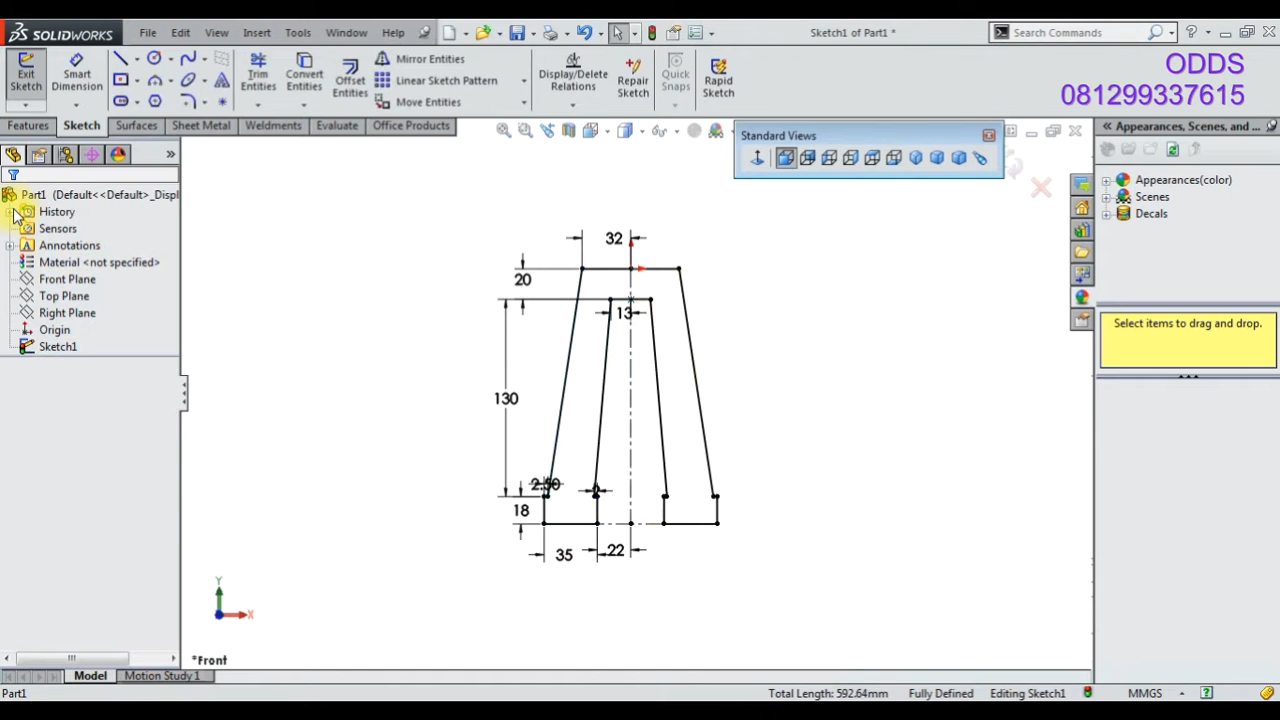 SOLIDWORKS
File
Edit
View
Insert
Tools
Window
Help
Sketch1 of Part1 *
Search Commands
Exit
Sketch
Smart
Dimension
Trim
Entities
Convert
Entities
Offset
Entities
Mirror Entities
Linear Sketch Pattern
Move Entities
Display/Delete
Relations
Repair
Sketch
Quick
Snaps
Rapid
Sketch
ODDS
081299337615
Features
Sketch
Surfaces
Sheet Metal
Weldments
Evaluate
Office Products
Standard Views
Appearances, Scenes, and ...
Part1 (Default<<Default>_Displ
History
Sensors
Annotations
Material <not specified>
Front Plane
Top Plane
Right Plane
Origin
Sketch1
Appearances(color)
Scenes
Decals
Select items to drag and drop.
32
20
13
130
2.50
18
35
22
Y
X
*Front
Model
Motion Study 1
Part1
Total Length: 592.64mm
Fully Defined
Editing Sketch1
MMGS